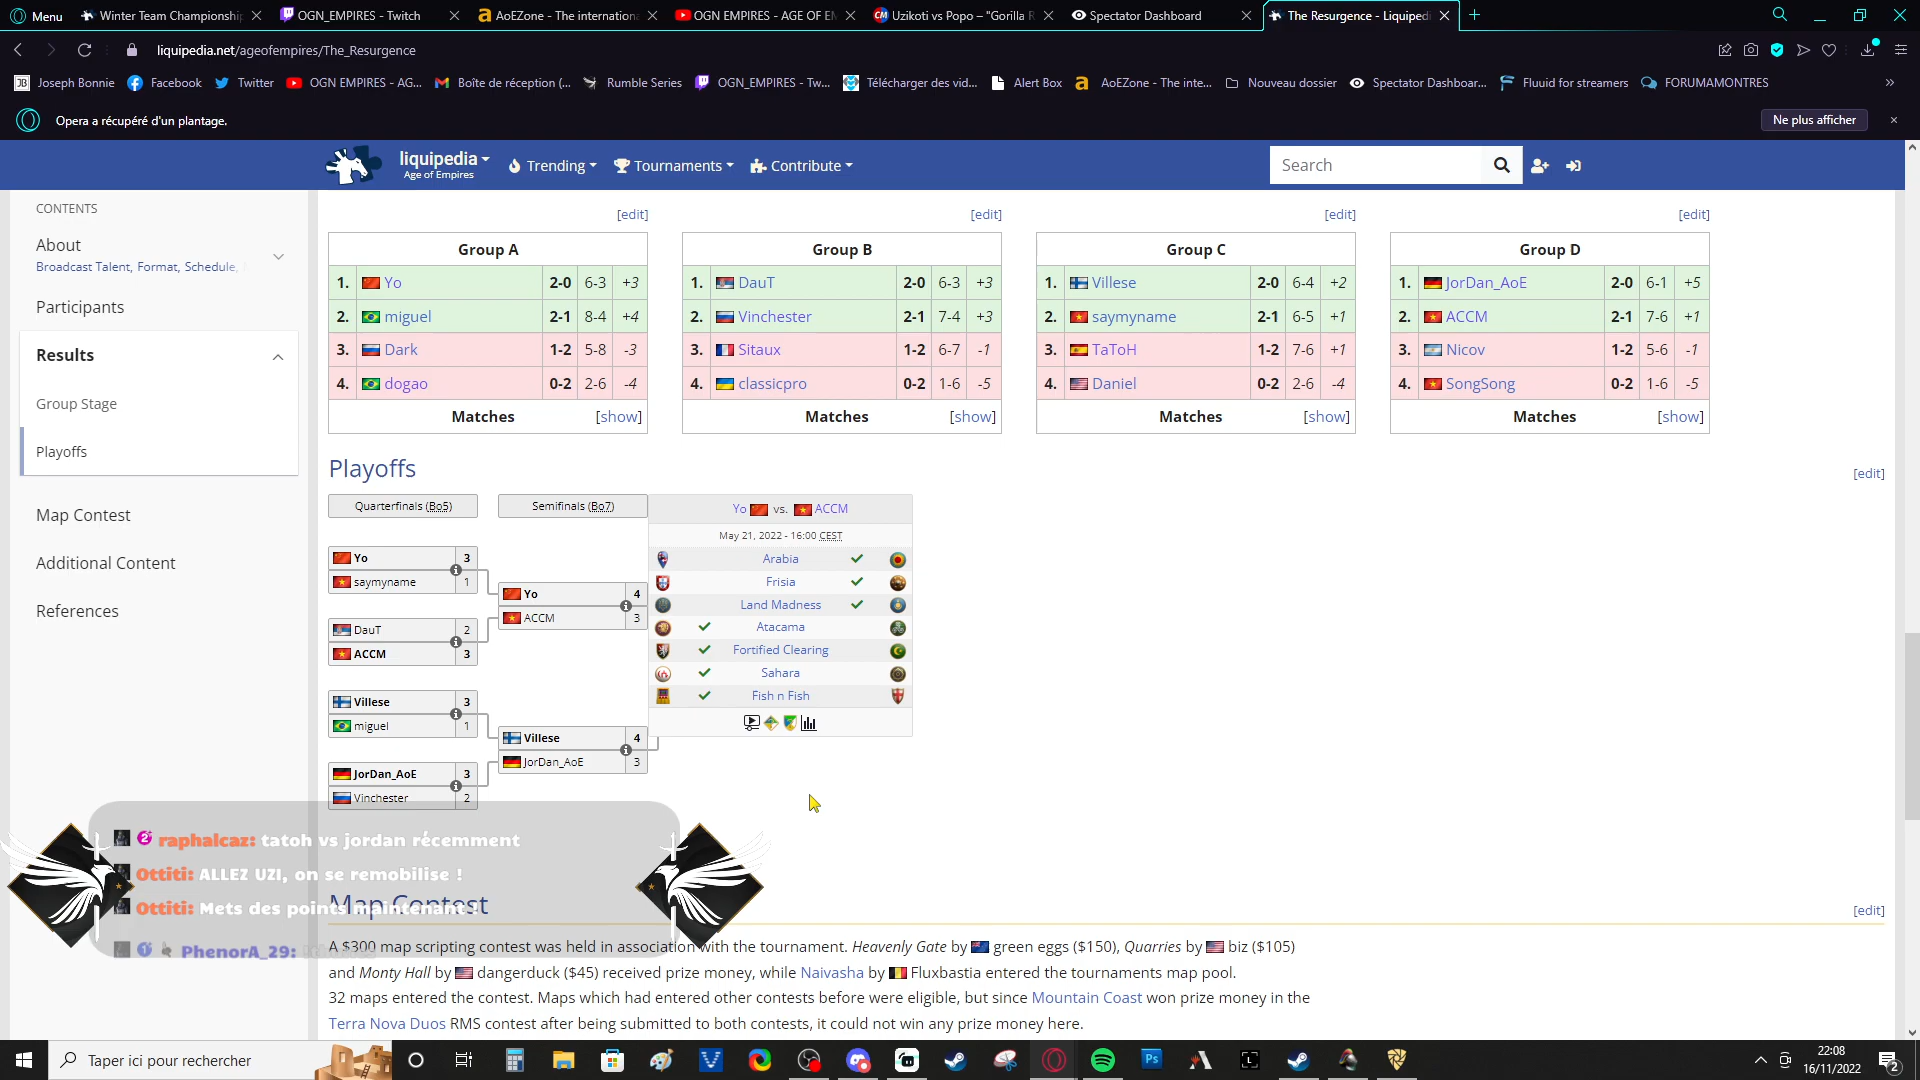 Menu
Winter Team Championship
OGN_EMPIRES - Twitch
AoEZone - The internationa
OGN EMPIRES - AGE OF EM
Uzikoti vs Popo – "Gorilla R
Spectator Dashboard
The Resurgence - Liquiped
liquipedia.net/ageofempires/The_Resurgence
Joseph Bonnie
Facebook
Twitter
OGN EMPIRES - AG...
Boîte de réception (...
Rumble Series
OGN_EMPIRES - Tw...
Télécharger des vid...
Alert Box
AoEZone - The inte...
Nouveau dossier
Spectator Dashboar...
Fluuid for streamers
FORUMAMONTRES
Opera a récupéré d'un plantage.
Ne plus afficher
liquipedia
Age of Empires
Trending
Tournaments
Contribute
Search
CONTENTS
About
Broadcast Talent, Format, Schedule,
Participants
Results
Group Stage
Playoffs
Map Contest
Additional Content
References
[edit] [edit] [edit] [edit]
Group A
1. Yo 2-0 6-3 +3
2. miguel 2-1 8-4 +4
3. Dark 1-2 5-8 -3
4. dogao 0-2 2-6 -4
Matches [show]
Group B
1. DauT 2-0 6-3 +3
2. Vinchester 2-1 7-4 +3
3. Sitaux 1-2 6-7 -1
4. classicpro 0-2 1-6 -5
Matches [show]
Group C
1. Villese 2-0 6-4 +2
2. saymyname 2-1 6-5 +1
3. TaToH 1-2 7-6 +1
4. Daniel 0-2 2-6 -4
Matches [show]
Group D
1. JorDan_AoE 2-0 6-1 +5
2. ACCM 2-1 7-6 +1
3. Nicov 1-2 5-6 -1
4. SongSong 0-2 1-6 -5
Matches [show]
Playoffs
[edit]
Quarterfinals (Bo5)
Semifinals (Bo7)
Yo 3
saymyname 1
DauT 2
ACCM 3
Villese 3
miguel 1
JorDan_AoE 3
Vinchester 2
Yo 4
ACCM 3
Villese 4
JorDan_AoE 3
Yo vs. ACCM
May 21, 2022 - 16:00 CEST
Arabia
Frisia
Land Madness
Atacama
Fortified Clearing
Sahara
Fish n Fish
raphalcaz: tatoh vs jordan récemment
Ottiti: ALLEZ UZI, on se remobilise !
Ottiti: Mets des points maintenant !
PhenorA_29:
Map Contest
[edit]
A $300 map scripting contest was held in association with the tournament. Heavenly Gate by green eggs ($150), Quarries by biz ($105)
and Monty Hall by dangerduck ($45) received prize money, while Naivasha by Fluxbastia entered the tournaments map pool.
32 maps entered the contest. Maps which had entered other contests before were eligible, but since Mountain Coast won prize money in the
Terra Nova Duos RMS contest after being submitted to both contests, it could not win any prize money here.
Taper ici pour rechercher
22:08
16/11/2022
2